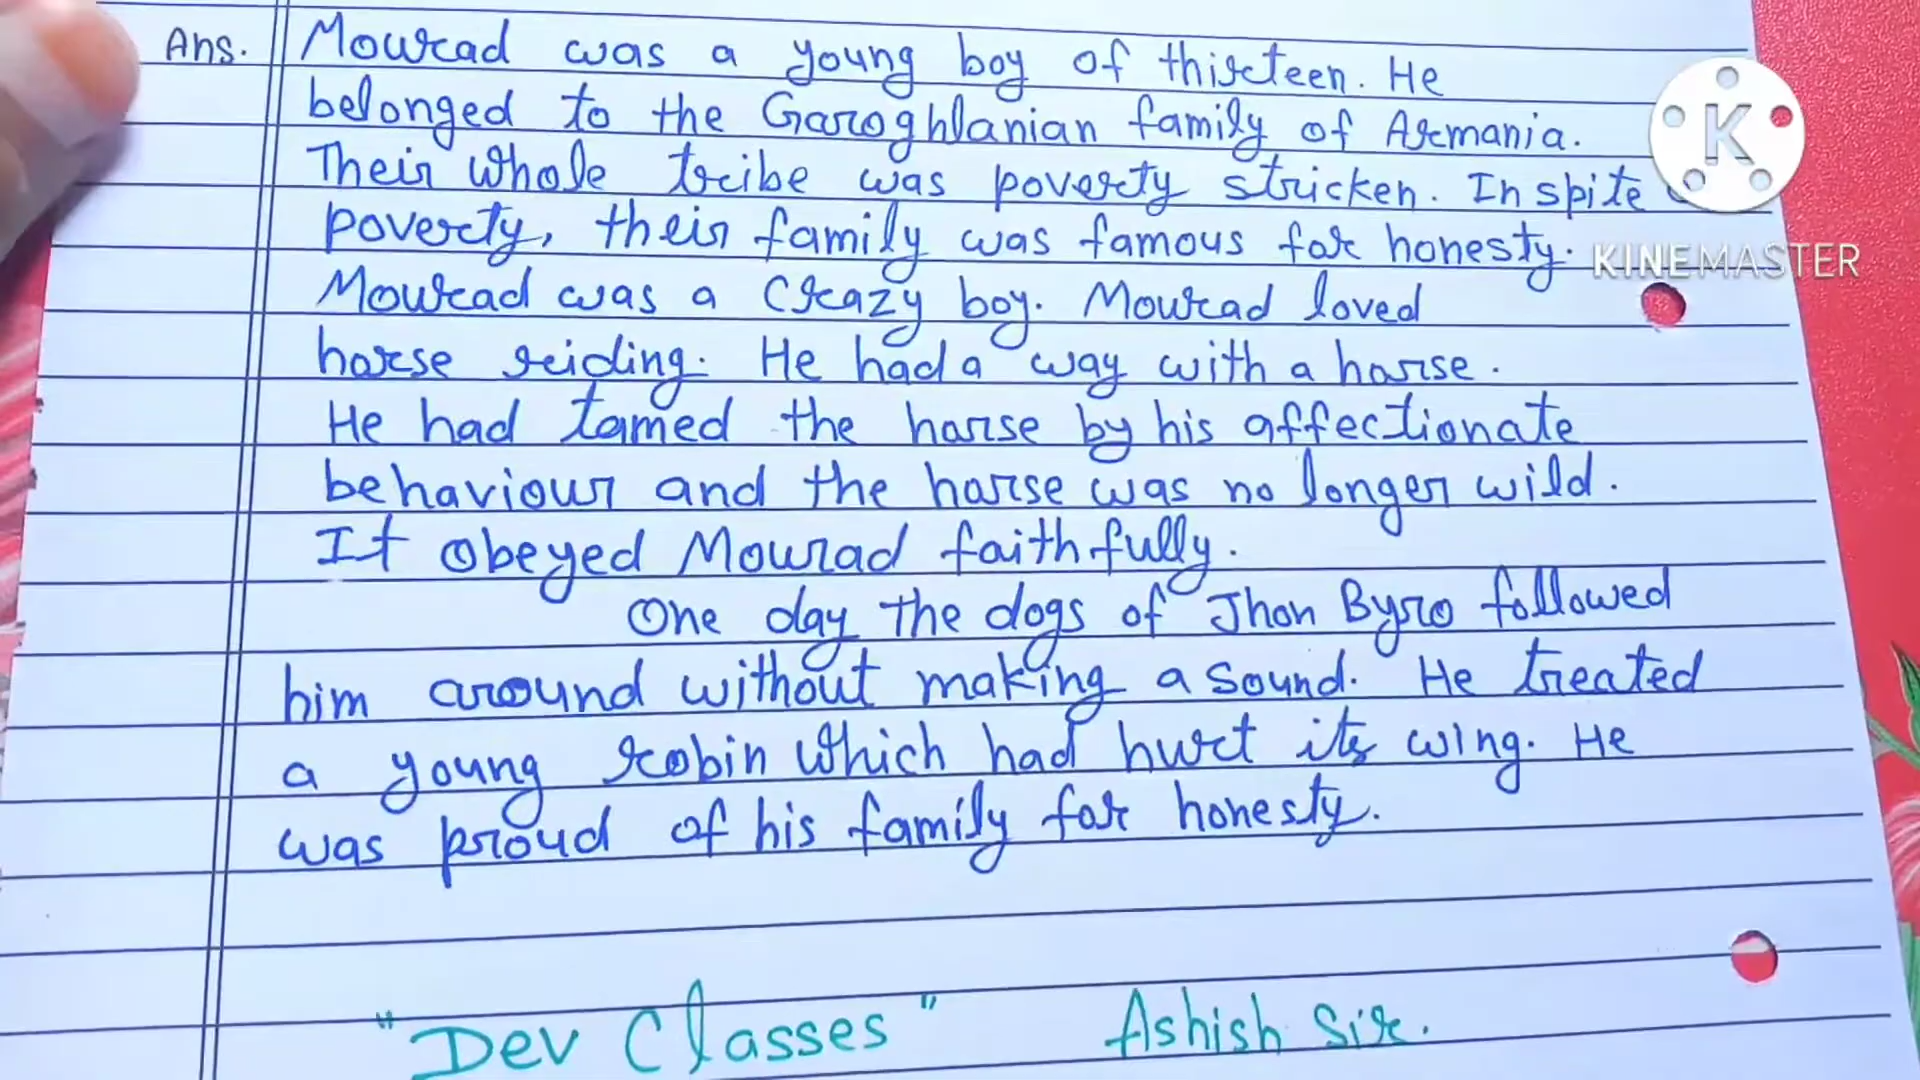 Ans. Mourad was a young boy of thirteen. He
belonged to the Garoghlanian family of Armania.
Their whole tribe was poverty stricken. In spite
poverty, their family was famous for honesty.
KINEMASTER
Mourad was a Crazy boy. Mourad loved
horse riding. He had a way with a horse.
He had tamed the horse by his affectionate
behaviour and the horse was no longer wild.
It obeyed Mourad faithfully.
One day the dogs of Jhon Byro followed
him around without making a sound. He treated
a young robin which had hurt its wing. He
was proud of his family for honesty.
"Dev Classes" Ashish Sir.